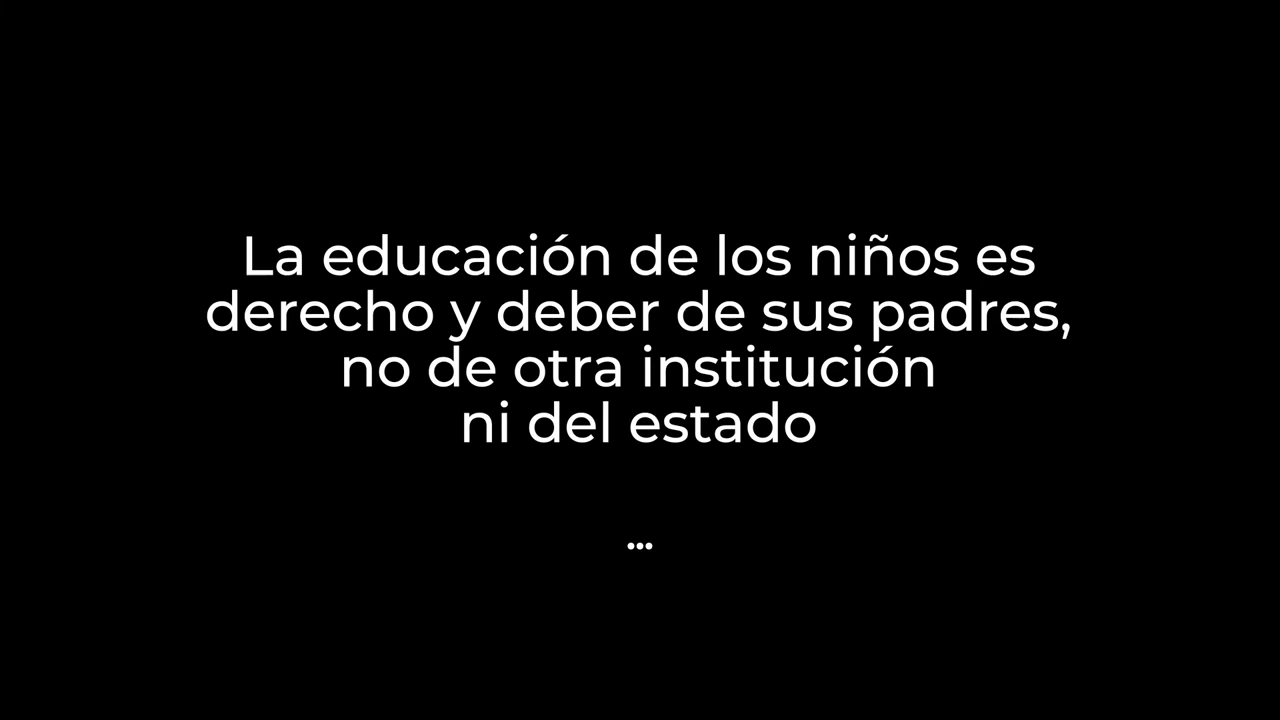 La educación de los niños es
derecho y deber de sus padres,
no de otra institución
ni del estado
...